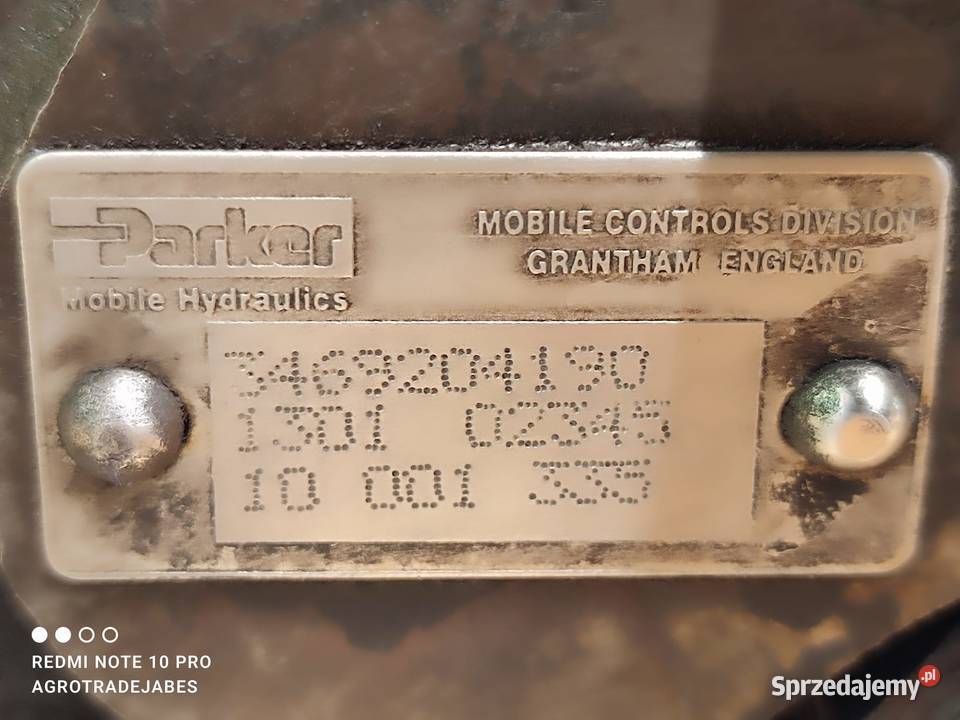 Parker
Mobile Hydraulics
MOBILE CONTROLS DIVISION
GRANTHAM ENGLAND
3469204190
1301 02345
10 001 335
REDMI NOTE 10 PRO
AGROTRADEJABES
Sprzedajemy.pl